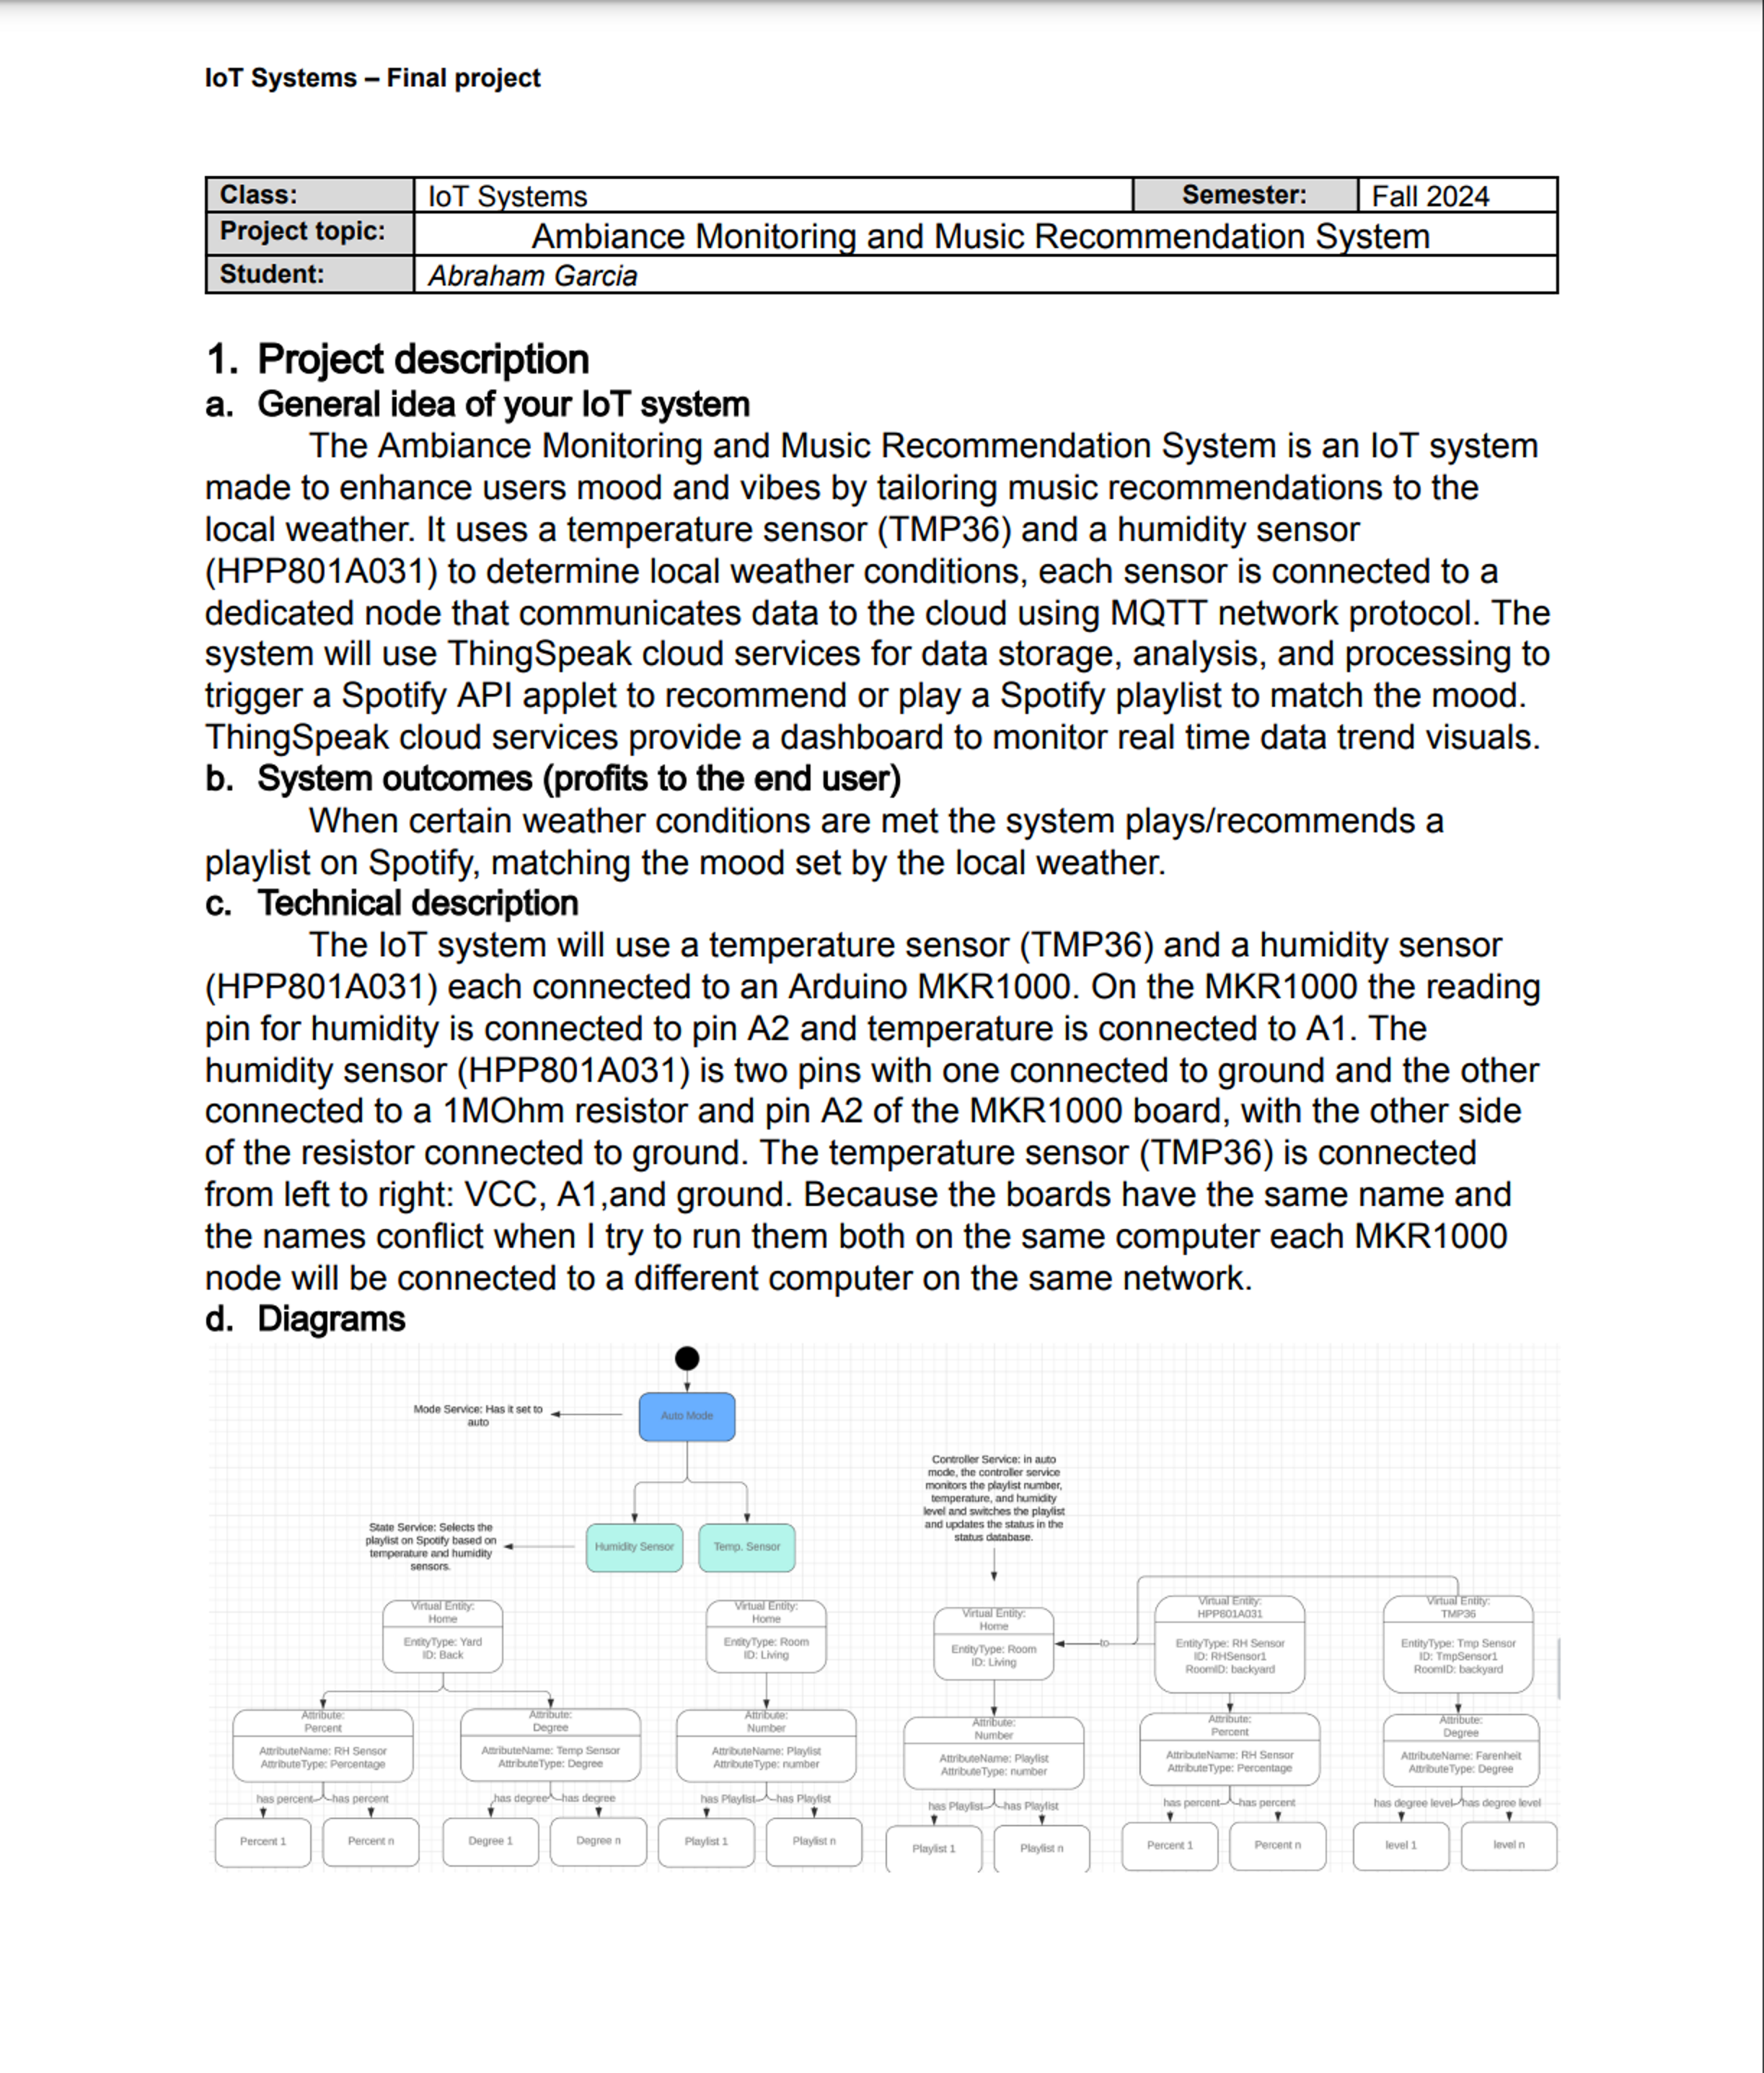 IoT Systems – Final project
Class: IoT Systems Semester: Fall 2024
Project topic: Ambiance Monitoring and Music Recommendation System
Student: Abraham Garcia
1. Project description
a. General idea of your IoT system
The Ambiance Monitoring and Music Recommendation System is an IoT system
made to enhance users mood and vibes by tailoring music recommendations to the
local weather. It uses a temperature sensor (TMP36) and a humidity sensor
(HPP801A031) to determine local weather conditions, each sensor is connected to a
dedicated node that communicates data to the cloud using MQTT network protocol. The
system will use ThingSpeak cloud services for data storage, analysis, and processing to
trigger a Spotify API applet to recommend or play a Spotify playlist to match the mood.
ThingSpeak cloud services provide a dashboard to monitor real time data trend visuals.
b. System outcomes (profits to the end user)
When certain weather conditions are met the system plays/recommends a
playlist on Spotify, matching the mood set by the local weather.
c. Technical description
The IoT system will use a temperature sensor (TMP36) and a humidity sensor
(HPP801A031) each connected to an Arduino MKR1000. On the MKR1000 the reading
pin for humidity is connected to pin A2 and temperature is connected to A1. The
humidity sensor (HPP801A031) is two pins with one connected to ground and the other
connected to a 1MOhm resistor and pin A2 of the MKR1000 board, with the other side
of the resistor connected to ground. The temperature sensor (TMP36) is connected
from left to right: VCC, A1,and ground. Because the boards have the same name and
the names conflict when I try to run them both on the same computer each MKR1000
node will be connected to a different computer on the same network.
d. Diagrams
Mode Service: Has it set to
auto
Auto Mode
Controller Service: in auto
mode, the controller service
monitors the playlist number,
temperature, and humidity
level and switches the playlist
and updates the status in the
status database.
State Service: Selects the
playlist on Spotify based on
temperature and humidity
sensors.
Humidity Sensor
Temp. Sensor
Virtual Entity:
Home
EntityType: Yard
ID: Back
Virtual Entity:
Home
EntityType: Room
ID: Living
Virtual Entity:
Home
EntityType: Room
ID: Living
to
Virtual Entity:
HPP801A031
EntityType: RH Sensor
ID: RHSensor1
RoomID: backyard
Virtual Entity:
TMP36
EntityType: Tmp Sensor
ID: TmpSensor1
RoomID: backyard
Attribute:
Percent
AttributeName: RH Sensor
AttributeType: Percentage
Attribute:
Degree
AttributeName: Temp Sensor
AttributeType: Degree
Attribute:
Number
AttributeName: Playlist
AttributeType: number
Attribute:
Number
AttributeName: Playlist
AttributeType: number
Attribute:
Percent
AttributeName: RH Sensor
AttributeType: Percentage
Attribute:
Degree
AttributeName: Farenheit
AttributeType: Degree
has percent has percent
has degree has degree
has Playlist has Playlist
has Playlist has Playlist
has percent has percent
has degree level has degree level
Percent 1
Percent n
Degree 1
Degree n
Playlist 1
Playlist n
Playlist 1
Playlist n
Percent 1
Percent n
level 1
level n